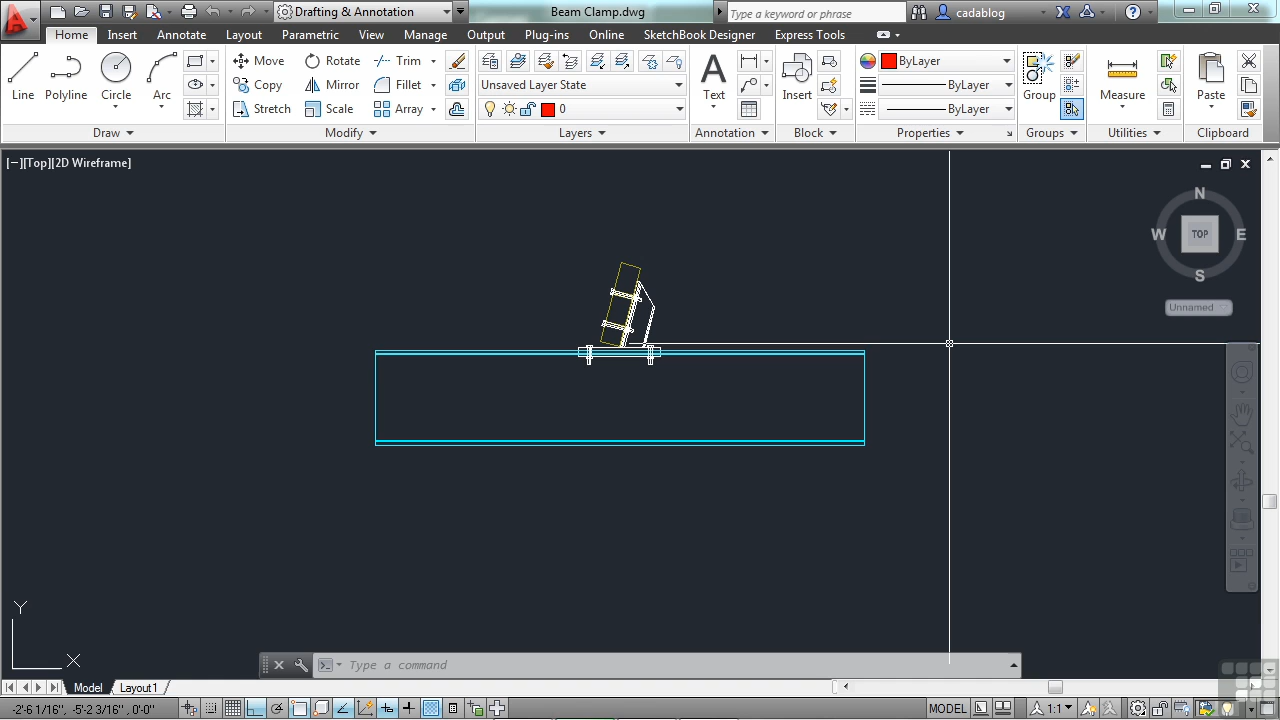 Drafting & Annotation Beam Clamp.dwg Type a keyword or phrase cadablog
Home Insert Annotate Layout Parametric View Manage Output Plug-ins Online SketchBook Designer Express Tools
Move Rotate Trim ByLayer
Line Polyline Circle Arc Copy Mirror Fillet Unsaved Layer State Text Insert ByLayer Group Measure Paste
Stretch Scale Array 0 ByLayer
Draw Modify Layers Annotation Block Properties Groups Utilities Clipboard
[−][Top][2D Wireframe]
N
W TOP E
S
Unnamed
Y
X
Type a command
Model Layout1
-2'-6 1/16", -5'-2 3/16", 0'-0" MODEL 1:1